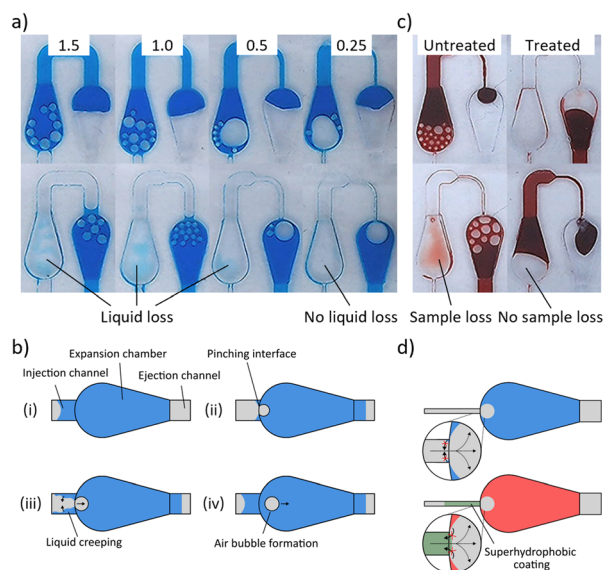 a)
1.5 1.0 0.5 0.25
Liquid loss
No liquid loss
c)
Untreated Treated
Sample loss No sample loss
b)
Expansion chamber
Injection channel
Ejection channel
Pinching interface
(i)
(ii)
(iii)
Liquid creeping
(iv)
Air bubble formation
d)
Superhydrophobic
coating